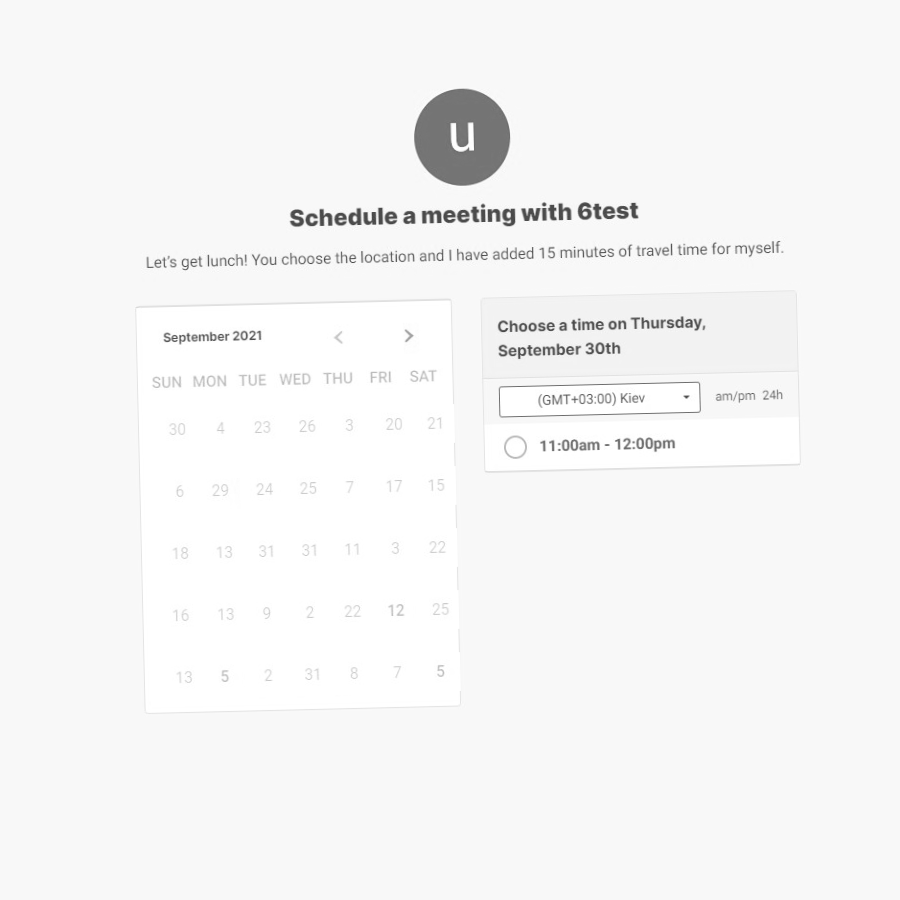 u
Schedule a meeting with 6test
Let's get lunch! You choose the location and I have added 15 minutes of travel time for myself.
September 2021
SUN MON TUE WED THU FRI SAT
30 4 23 26 3 20 21
6 29 24 25 7 17 15
18 13 31 31 11 3 22
16 13 9 2 22 12 25
13 5 2 31 8 7 5
Choose a time on Thursday,
September 30th
(GMT+03:00) Kiev am/pm 24h
11:00am - 12:00pm